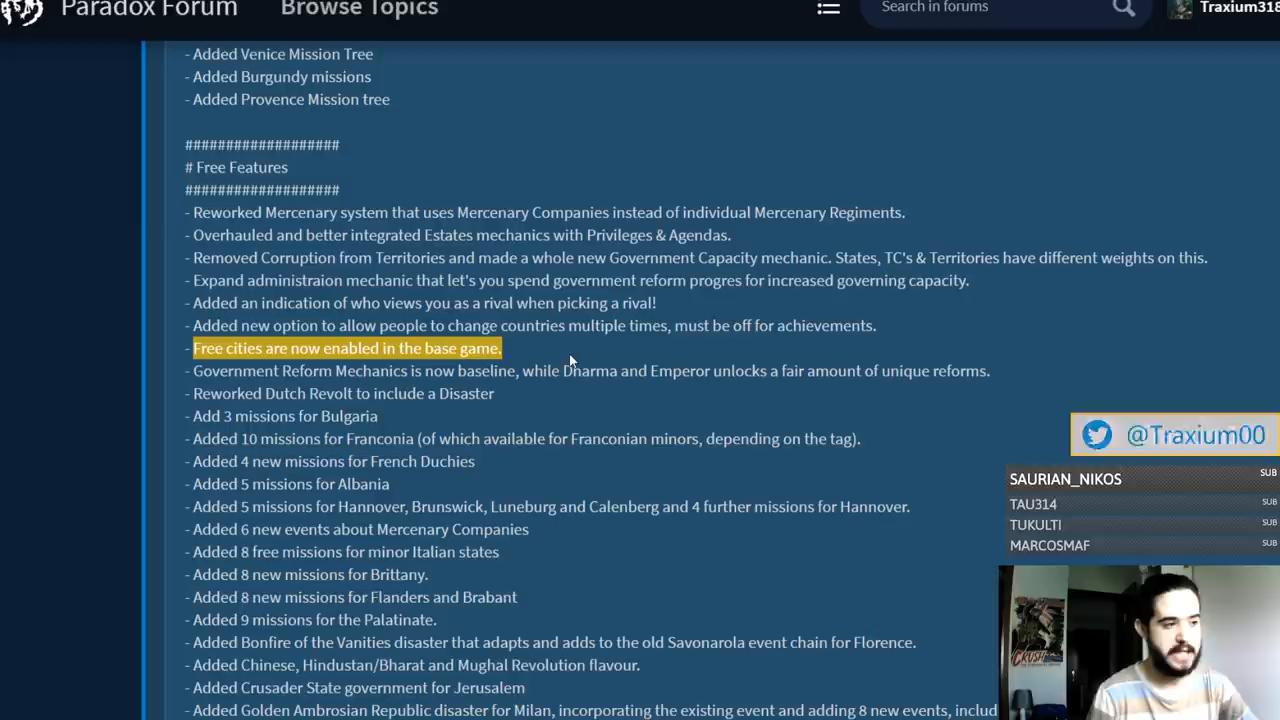 Paradox Forum
Browse Topics
Search in forums
Traxium318
- Added Venice Mission Tree
- Added Burgundy missions
- Added Provence Mission tree
###################
# Free Features
###################
- Reworked Mercenary system that uses Mercenary Companies instead of individual Mercenary Regiments.
- Overhauled and better integrated Estates mechanics with Privileges & Agendas.
- Removed Corruption from Territories and made a whole new Government Capacity mechanic. States, TC's & Territories have different weights on this.
- Expand administraion mechanic that let's you spend government reform progres for increased governing capacity.
- Added an indication of who views you as a rival when picking a rival!
- Added new option to allow people to change countries multiple times, must be off for achievements.
- Free cities are now enabled in the base game.
- Government Reform Mechanics is now baseline, while Dharma and Emperor unlocks a fair amount of unique reforms.
- Reworked Dutch Revolt to include a Disaster
- Add 3 missions for Bulgaria
- Added 10 missions for Franconia (of which available for Franconian minors, depending on the tag).
- Added 4 new missions for French Duchies
- Added 5 missions for Albania
- Added 5 missions for Hannover, Brunswick, Luneburg and Calenberg and 4 further missions for Hannover.
- Added 6 new events about Mercenary Companies
- Added 8 free missions for minor Italian states
- Added 8 new missions for Brittany.
- Added 8 new missions for Flanders and Brabant
- Added 9 missions for the Palatinate.
- Added Bonfire of the Vanities disaster that adapts and adds to the old Savonarola event chain for Florence.
- Added Chinese, Hindustan/Bharat and Mughal Revolution flavour.
- Added Crusader State government for Jerusalem
- Added Golden Ambrosian Republic disaster for Milan, incorporating the existing event and adding 8 new events, includ
@Traxium00
SAURIAN_NIKOS SUB
TAU314 SUB
TUKULTI SUB
MARCOSMAF SUB